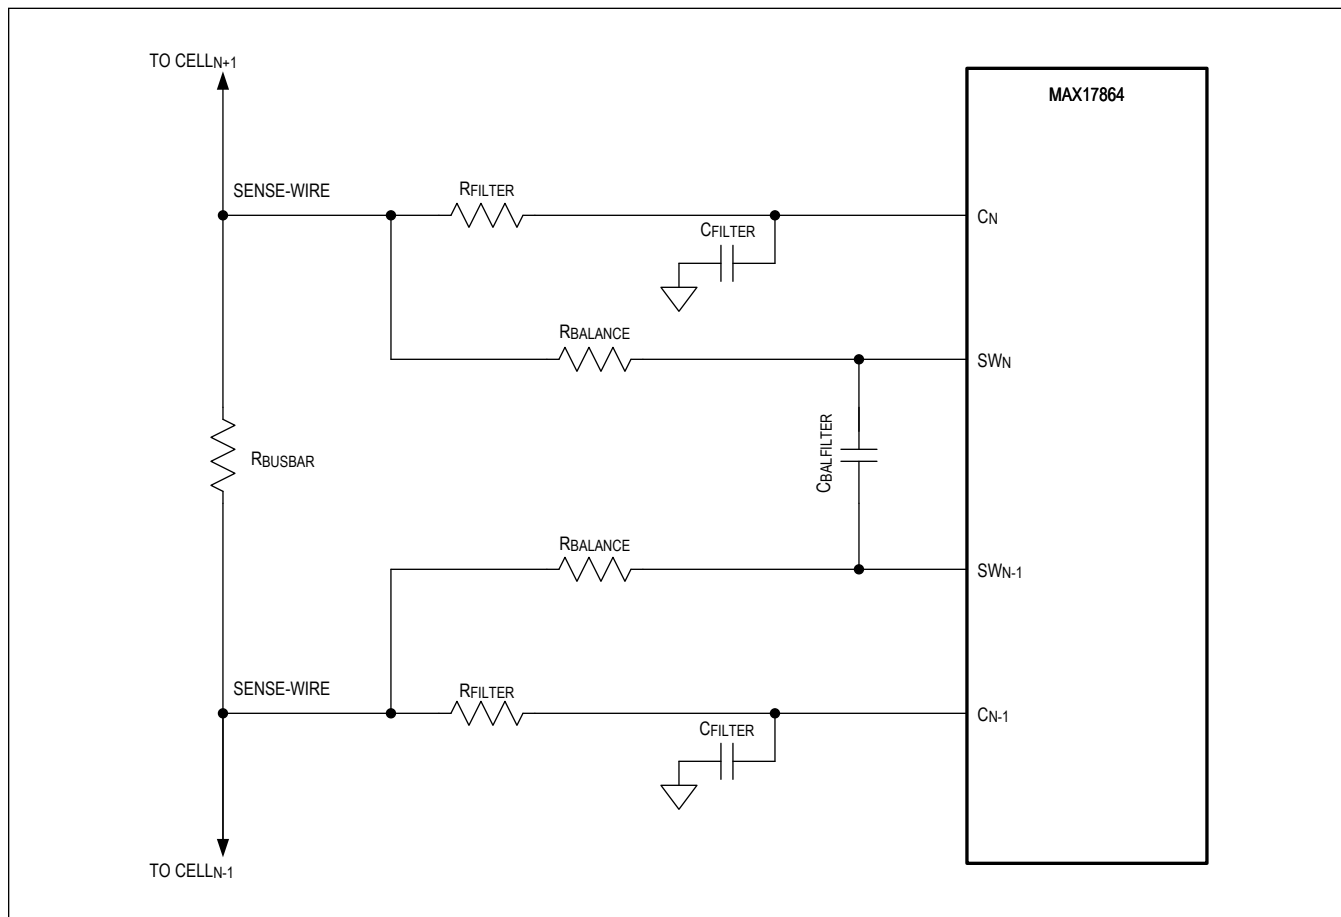 TO CELLN+1
MAX17864
SENSE-WIRE
RFILTER
CN
CFILTER
RBALANCE
SWN
RBUSBAR
CBALFILTER
RBALANCE
SWN-1
SENSE-WIRE
RFILTER
CN-1
CFILTER
TO CELLN-1